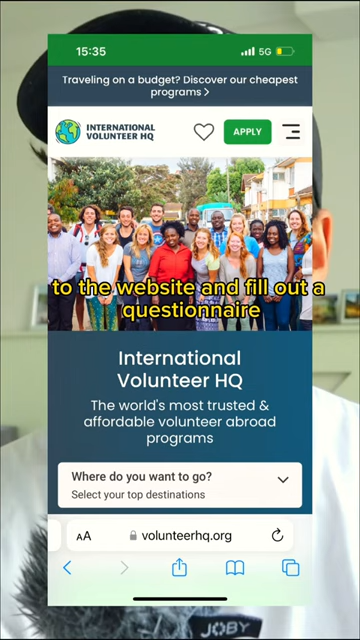 15:35
5G
Traveling on a budget? Discover our cheapest
programs >
INTERNATIONAL
VOLUNTEER HQ
APPLY
to the website and fill out a
questionnaire
International
Volunteer HQ
The world's most trusted &
affordable volunteer abroad
programs
Where do you want to go?
Select your top destinations
AA
volunteerhq.org
JOBY